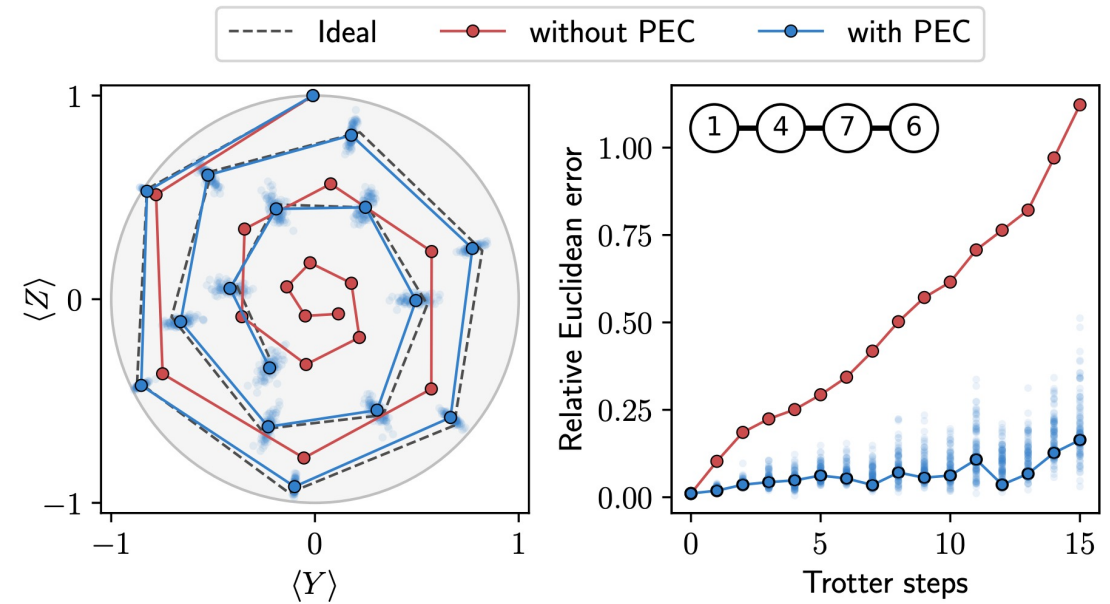 Ideal without PEC with PEC
1
0
−1
⟨Z⟩
−1 0 1
⟨Y⟩
1 4 7 6
1.00
0.75
0.50
0.25
0.00
Relative Euclidean error
0 5 10 15
Trotter steps